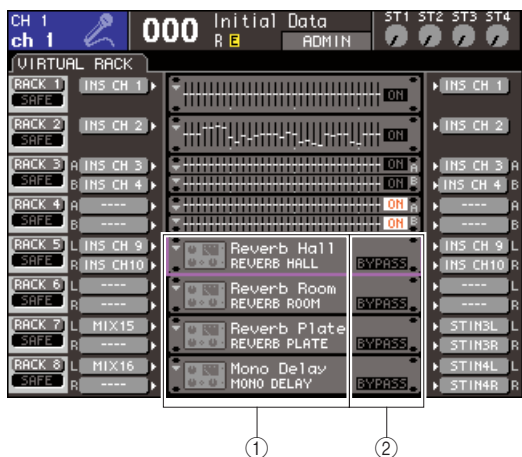 CH 1
ch 1
000
Initial Data
R E ADMIN
ST1 ST2 ST3 ST4
VIRTUAL RACK
RACK 1 INS CH 1 ON INS CH 1
SAFE
RACK 2 INS CH 2 ON INS CH 2
SAFE
RACK 3 A INS CH 3 ON A INS CH 3 A
SAFE B INS CH 4 ON B INS CH 4 B
RACK 4 A ---- ON A ---- A
SAFE B ---- ON B ---- B
RACK 5 L INS CH 9 Reverb Hall INS CH 9 L
SAFE R INS CH10 REVERB HALL BYPASS INS CH10 R
RACK 6 L ---- Reverb Room ---- L
SAFE R ---- REVERB ROOM BYPASS ---- R
RACK 7 L MIX15 Reverb Plate STIN3L L
SAFE R ---- REVERB PLATE BYPASS STIN3R R
RACK 8 L MIX16 Mono Delay STIN4L L
SAFE R ---- MONO DELAY BYPASS STIN4R R
① ②